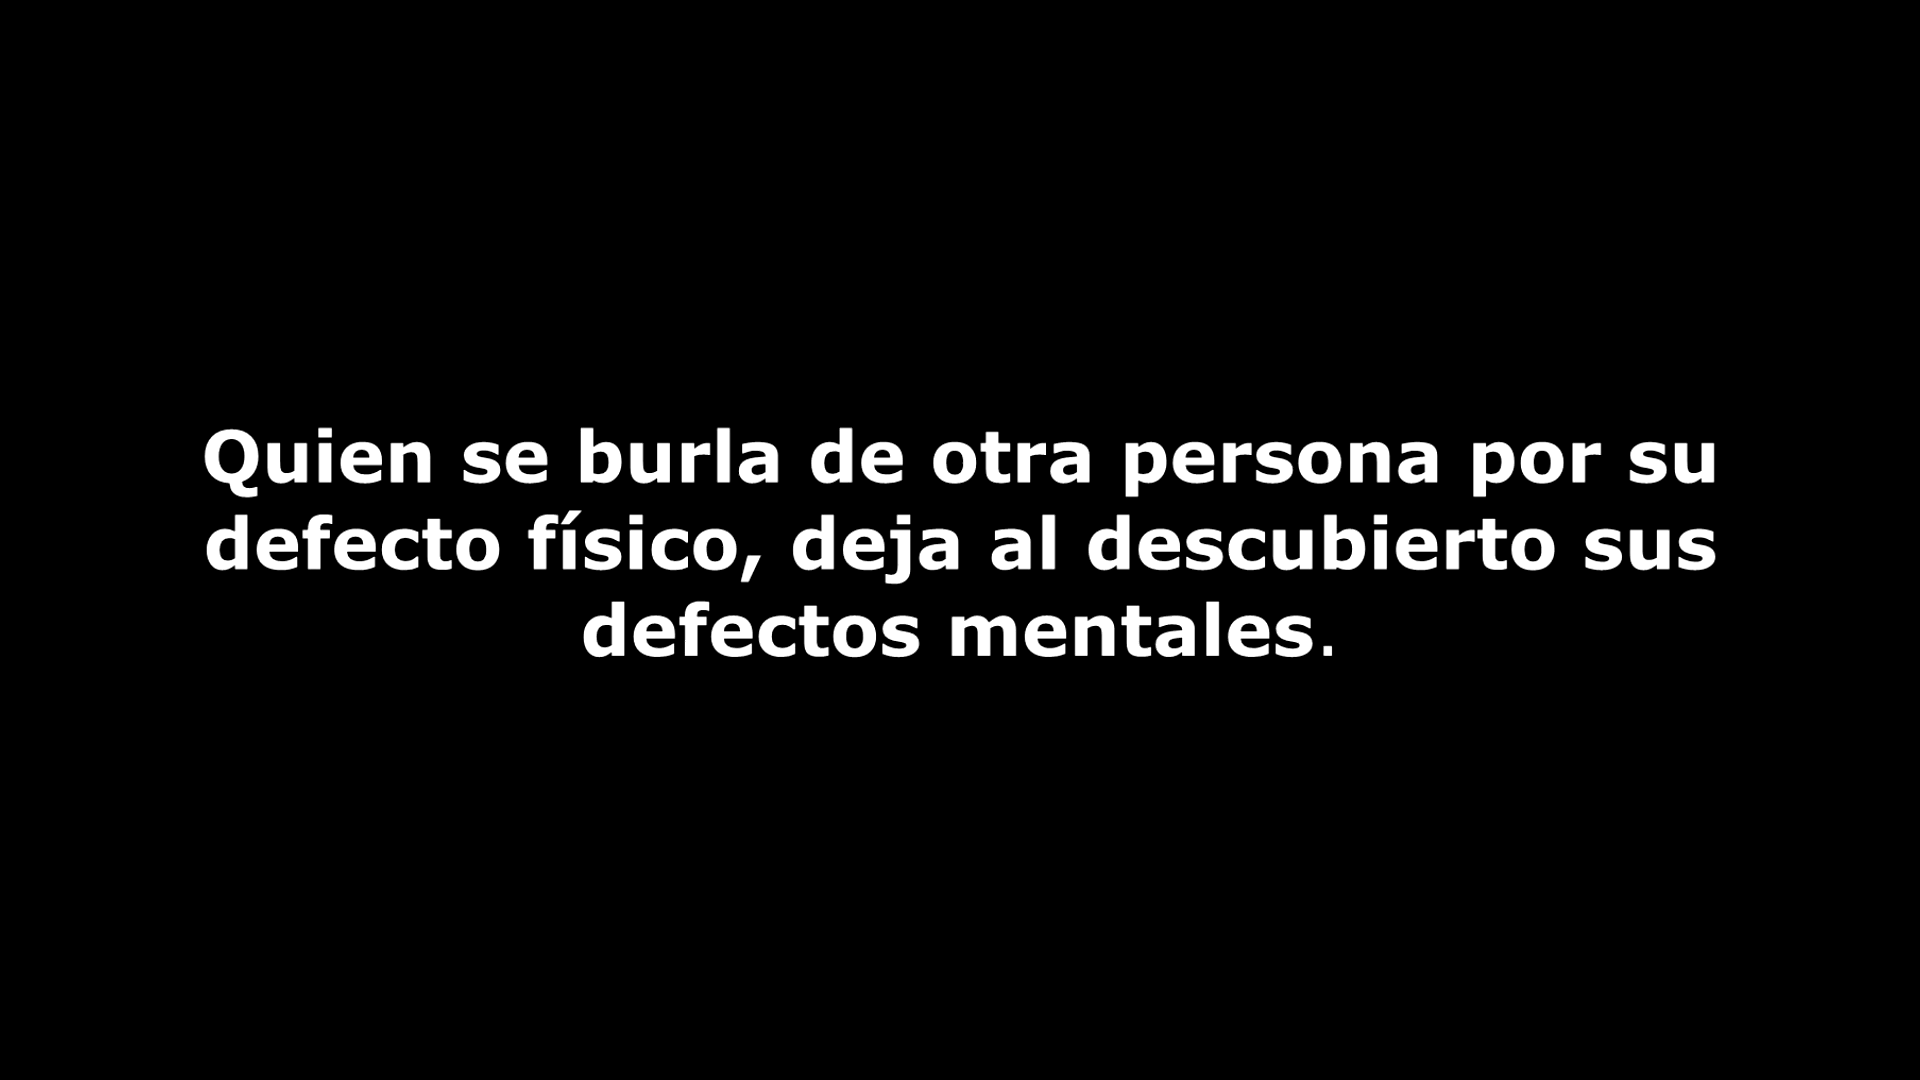 Quien se burla de otra persona por su
defecto físico, deja al descubierto sus
defectos mentales.